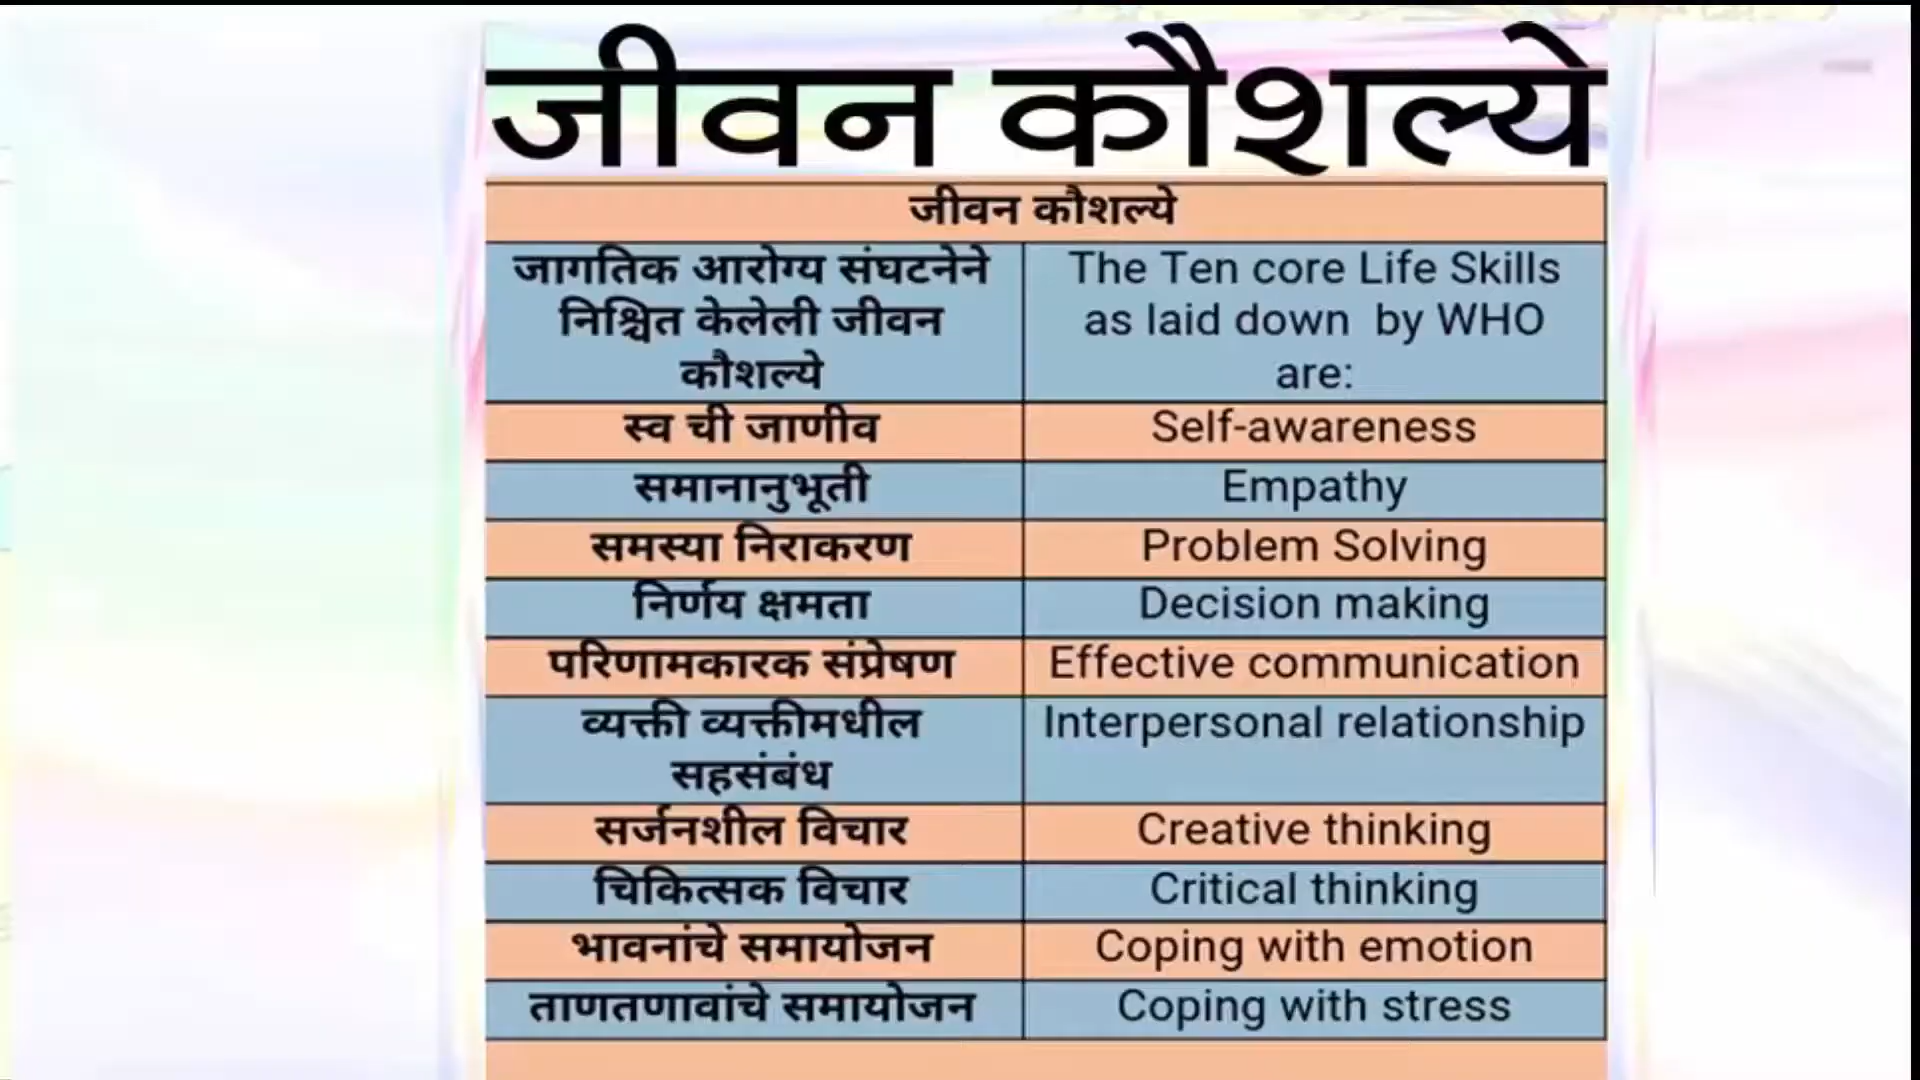 जीवन कौशल्ये
जीवन कौशल्ये
जागतिक आरोग्य संघटनेने
निश्चित केलेली जीवन
कौशल्ये
The Ten core Life Skills
as laid down by WHO
are:
स्व ची जाणीव
Self-awareness
समानानुभूती
Empathy
समस्या निराकरण
Problem Solving
निर्णय क्षमता
Decision making
परिणामकारक संप्रेषण
Effective communication
व्यक्ती व्यक्तीमधील
सहसंबंध
Interpersonal relationship
सर्जनशील विचार
Creative thinking
चिकित्सक विचार
Critical thinking
भावनांचे समायोजन
Coping with emotion
ताणतणावांचे समायोजन
Coping with stress